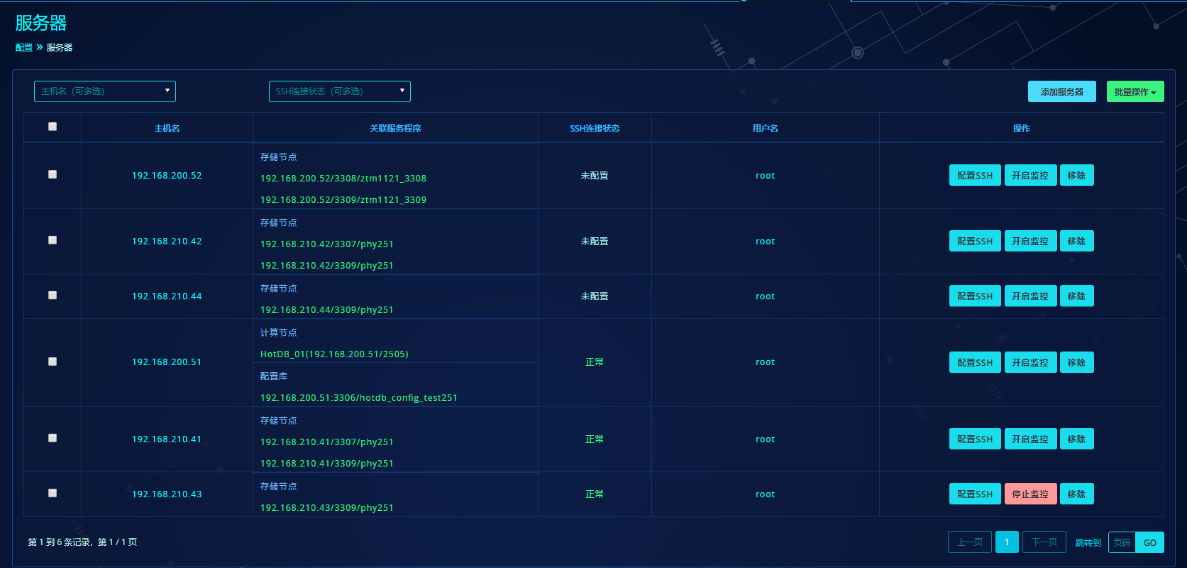 服务器
配置 » 服务器
主机名（可多选）
SSH连接状态（可多选）
添加服务器
批量操作
主机名 关联服务程序 SSH连接状态 用户名 操作
存储节点
192.168.200.52/3308/ztm1121_3308
192.168.200.52 未配置 root 配置SSH 开启监控 移除
192.168.200.52/3309/ztm1121_3309
存储节点
192.168.210.42/3307/phy251
192.168.210.42 未配置 root 配置SSH 开启监控 移除
192.168.210.42/3309/phy251
存储节点
192.168.210.44 未配置 root 配置SSH 开启监控 移除
192.168.210.44/3309/phy251
计算节点
HotDB_01(192.168.200.51/2505)
192.168.200.51 正常 root 配置SSH 开启监控 移除
配置库
192.168.200.51:3306/hotdb_config_test251
存储节点
192.168.210.41/3307/phy251
192.168.210.41 正常 root 配置SSH 开启监控 移除
192.168.210.41/3309/phy251
存储节点
192.168.210.43 正常 root 配置SSH 停止监控 移除
192.168.210.43/3309/phy251
第 1 到 6 条记录，第 1 / 1 页
上一页 1 下一页 跳转到 页码 GO